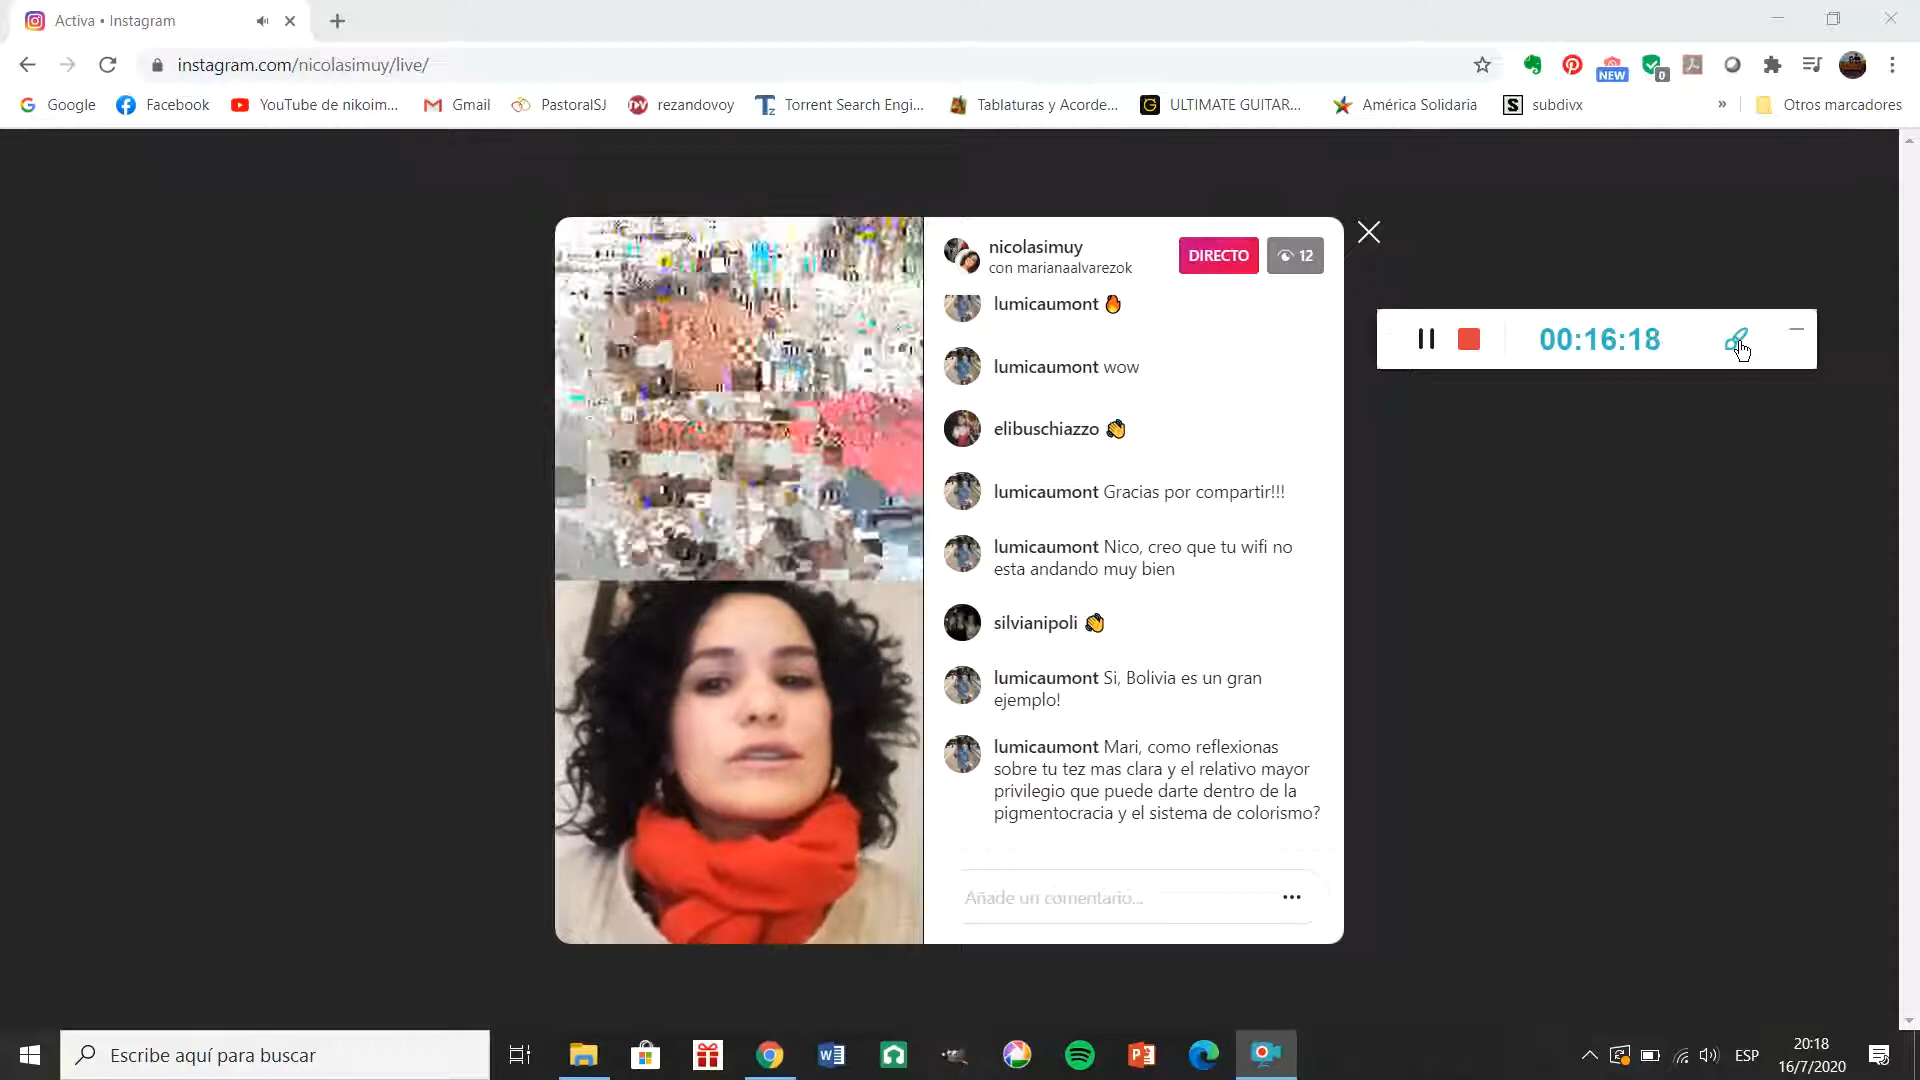 Activa • Instagram
instagram.com/nicolasimuy/live/
NEW
0
Google
Facebook
YouTube de nikoim...
Gmail
PastoralSJ
rezandovoy
Torrent Search Engi...
Tablaturas y Acorde...
ULTIMATE GUITAR...
América Solidaria
subdivx
»
Otros marcadores
nicolasimuy
con marianaalvarezok
DIRECTO
12
lumicaumont 🔥
lumicaumont wow
elibuschiazzo 👏
lumicaumont Gracias por compartir!!!
lumicaumont Nico, creo que tu wifi no
esta andando muy bien
silvianipoli 👏
lumicaumont Si, Bolivia es un gran
ejemplo!
lumicaumont Mari, como reflexionas
sobre tu tez mas clara y el relativo mayor
privilegio que puede darte dentro de la
pigmentocracia y el sistema de colorismo?
Añade un comentario...
00:16:18
Escribe aquí para buscar
ESP
20:18
16/7/2020